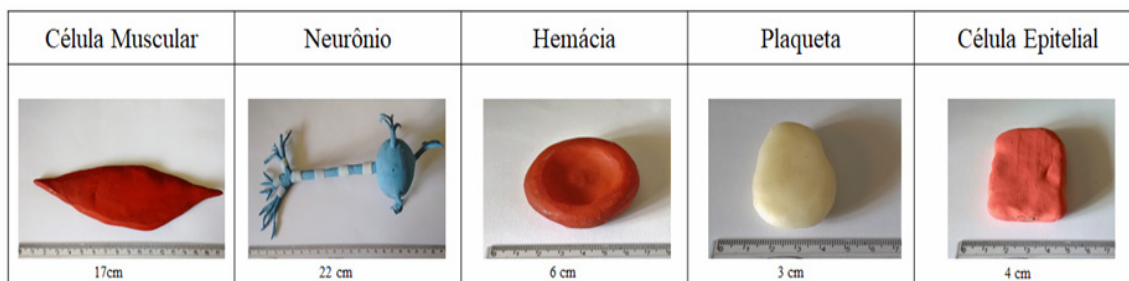 Célula Muscular
Neurônio
Hemácia
Plaqueta
Célula Epitelial
17cm
22 cm
6 cm
3 cm
4 cm